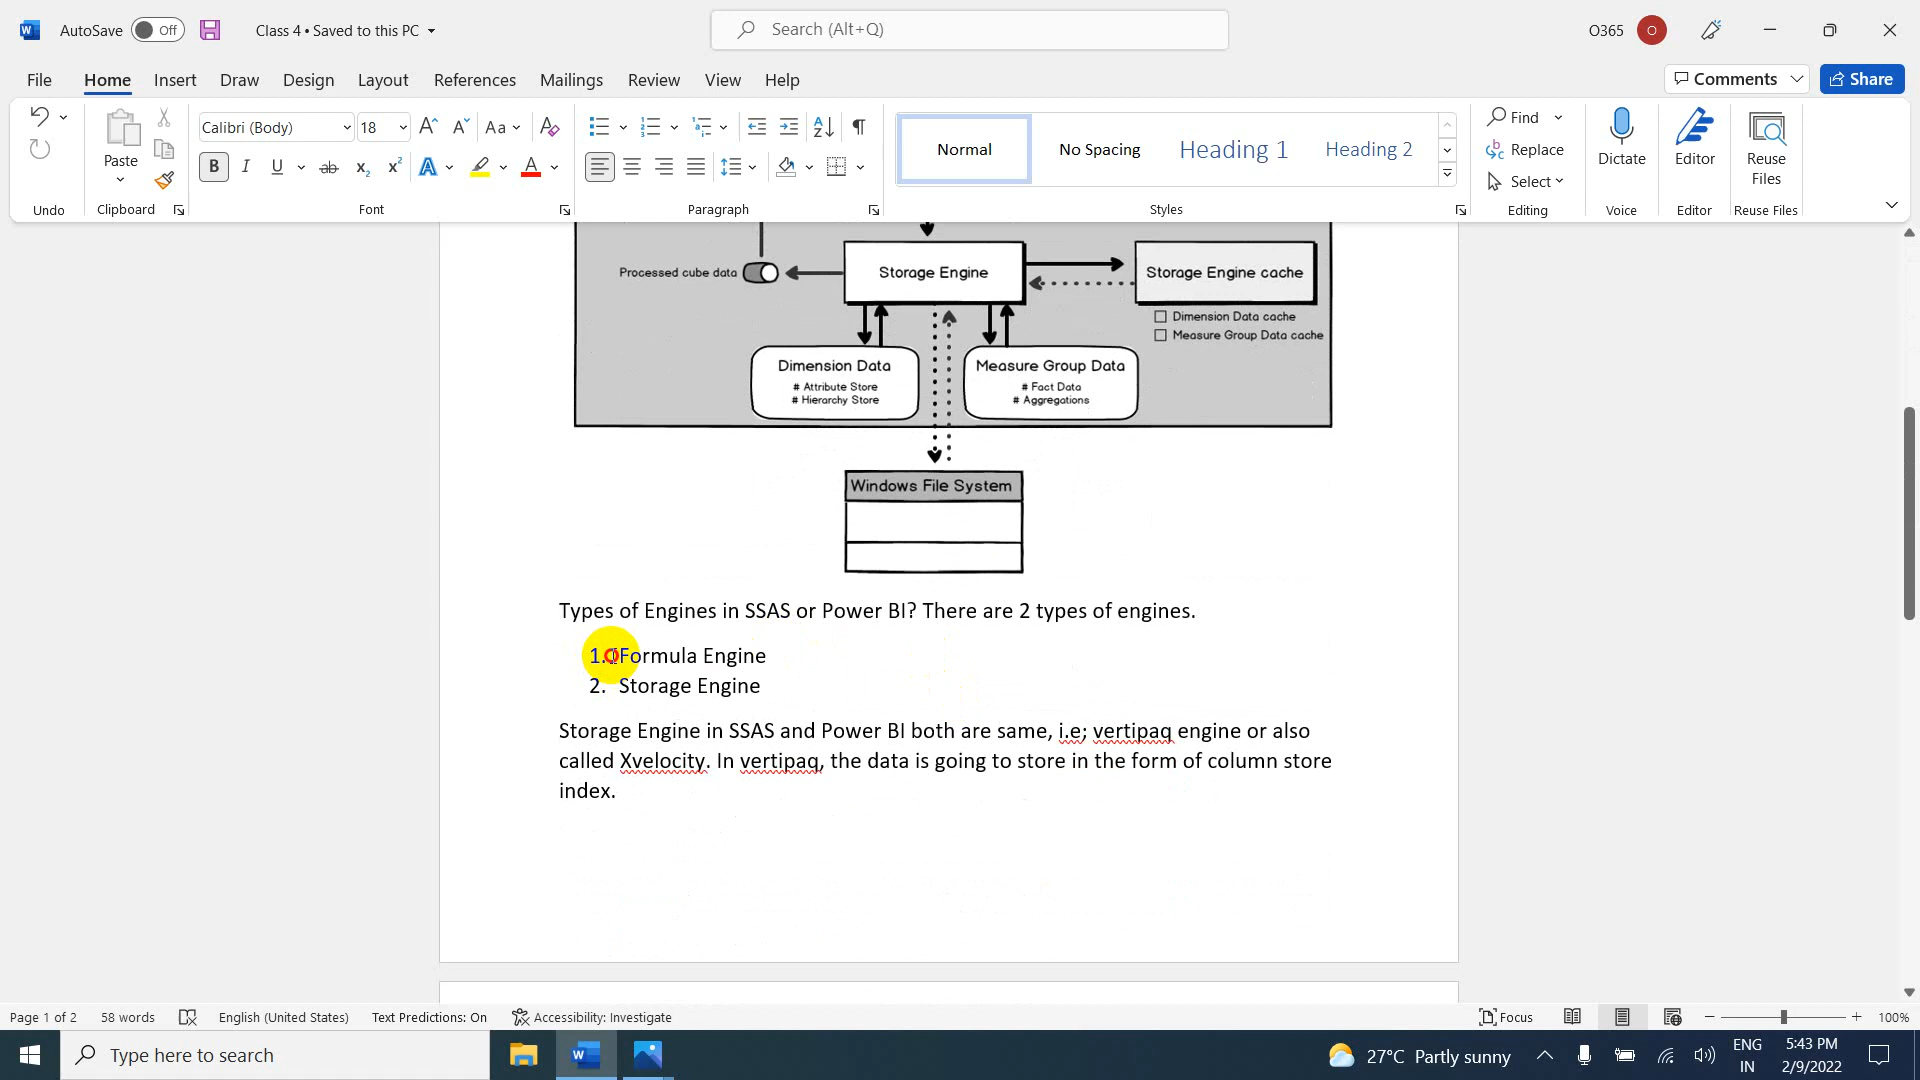 AutoSave Off Class 4 • Saved to this PC Search (Alt+Q) O365 O
File Home Insert Draw Design Layout References Mailings Review View Help Comments Share
Paste Calibri (Body) 18 Aa Normal No Spacing Heading 1 Heading 2 Find Replace Select Dictate Editor Reuse Files
B I U ab x₂ x² A A
Undo Clipboard Font Paragraph Styles Editing Voice Editor Reuse Files
Processed cube data
Storage Engine
Storage Engine cache
Dimension Data cache
Measure Group Data cache
Dimension Data
# Attribute Store
# Hierarchy Store
Measure Group Data
# Fact Data
# Aggregations
Windows File System
Types of Engines in SSAS or Power BI? There are 2 types of engines.
1. Formula Engine
2. Storage Engine
Storage Engine in SSAS and Power BI both are same, i.e; vertipaq engine or also
called Xvelocity. In vertipaq, the data is going to store in the form of column store
index.
Page 1 of 2 58 words English (United States) Text Predictions: On Accessibility: Investigate Focus 100%
Type here to search 27°C Partly sunny ENG IN 5:43 PM 2/9/2022